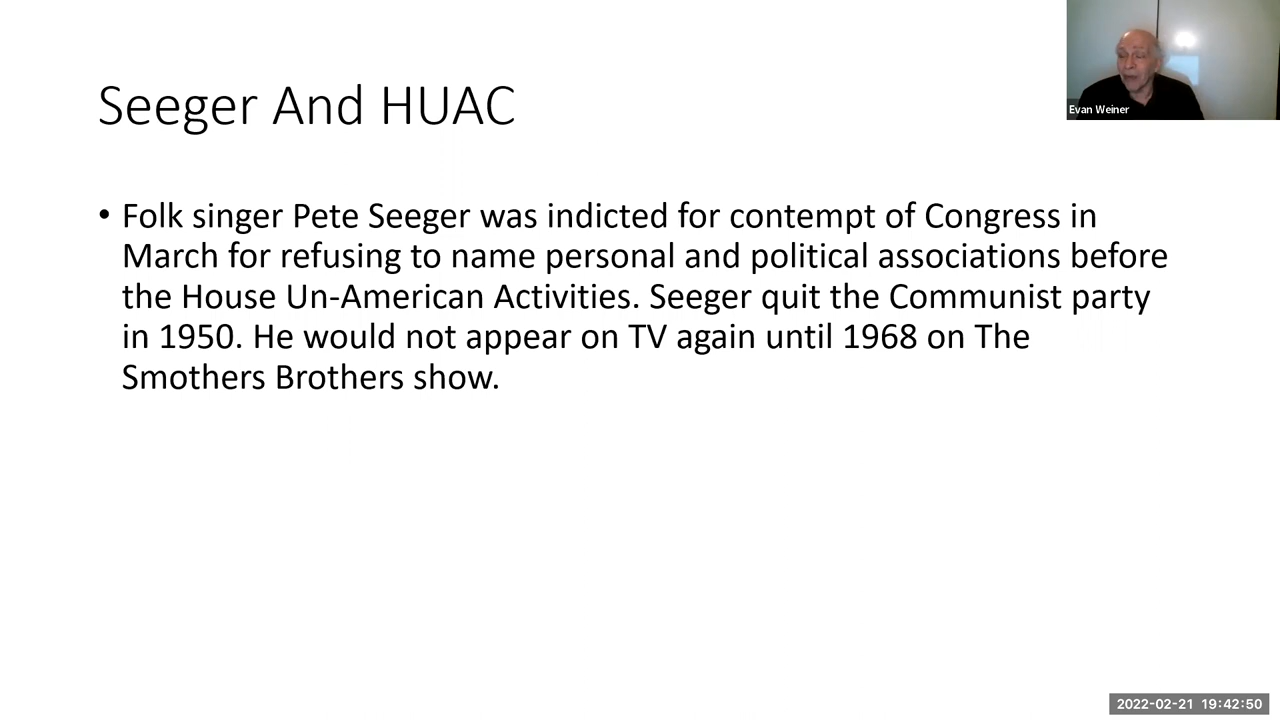 Seeger And HUAC
Evan Weiner
• Folk singer Pete Seeger was indicted for contempt of Congress in
March for refusing to name personal and political associations before
the House Un-American Activities. Seeger quit the Communist party
in 1950. He would not appear on TV again until 1968 on The
Smothers Brothers show.
2022-02-21 19:42:50